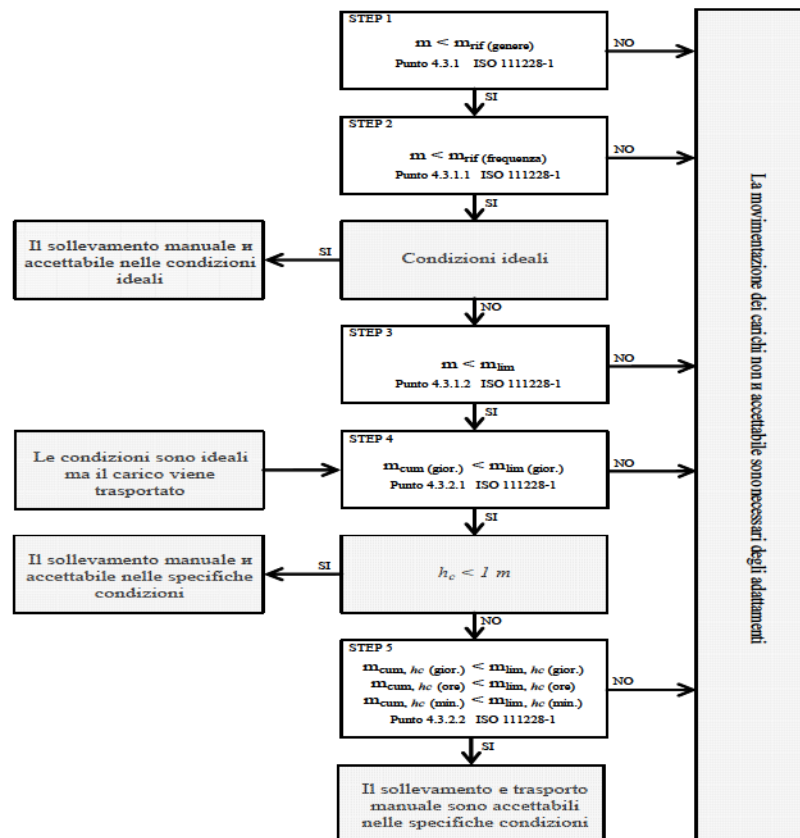 STEP 1
m < mrif (genere)
Punto 4.3.1 ISO 111228-1
NO
SI
STEP 2
m < mrif (frequenza)
Punto 4.3.1.1 ISO 111228-1
NO
SI
Il sollevamento manuale и
accettabile nelle condizioni
ideali
SI
Condizioni ideali
NO
STEP 3
m < mlim
Punto 4.3.1.2 ISO 111228-1
NO
SI
Le condizioni sono ideali
ma il carico viene
trasportato
STEP 4
mcum (gior.) < mlim (gior.)
Punto 4.3.2.1 ISO 111228-1
NO
SI
Il sollevamento manuale и
accettabile nelle specifiche
condizioni
SI
hc < 1 m
NO
STEP 5
mcum, hc (gior.) < mlim, hc (gior.)
mcum, hc (ore) < mlim, hc (ore)
mcum, hc (min.) < mlim, hc (min.)
Punto 4.3.2.2 ISO 111228-1
NO
SI
Il sollevamento e trasporto
manuale sono accettabili
nelle specifiche condizioni
La movimentazione dei carichi non и accettabile sono necessari degli adattamenti